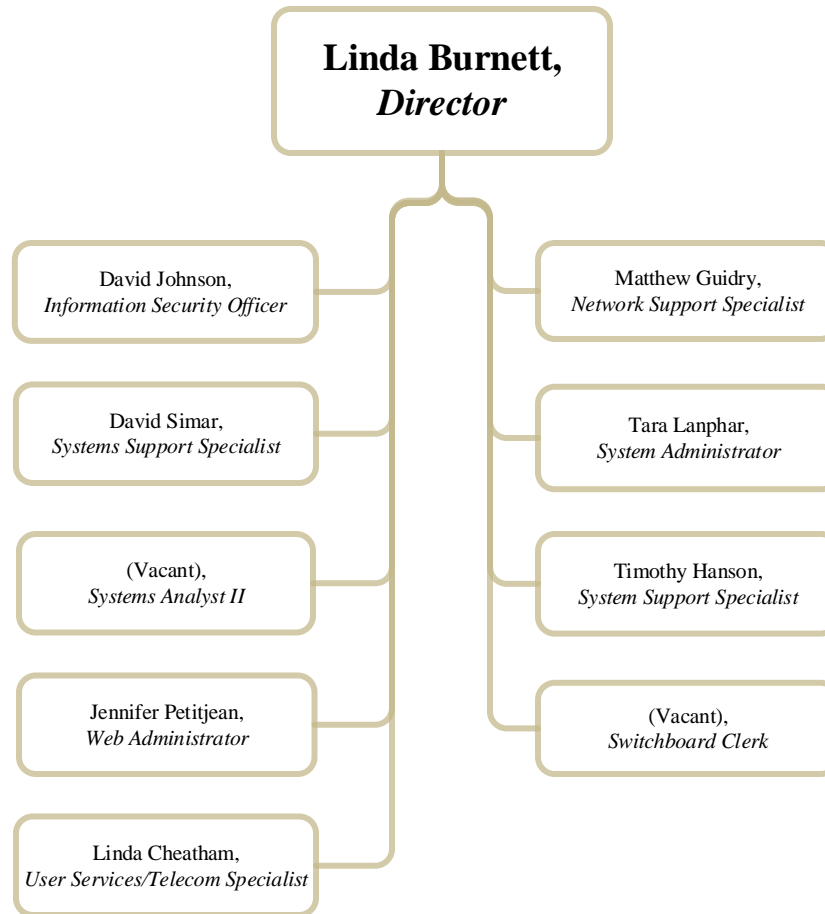 Linda Burnett,
Director
David Johnson,
Information Security Officer
Matthew Guidry,
Network Support Specialist
David Simar,
Systems Support Specialist
Tara Lanphar,
System Administrator
(Vacant),
Systems Analyst II
Timothy Hanson,
System Support Specialist
Jennifer Petitjean,
Web Administrator
(Vacant),
Switchboard Clerk
Linda Cheatham,
User Services/Telecom Specialist